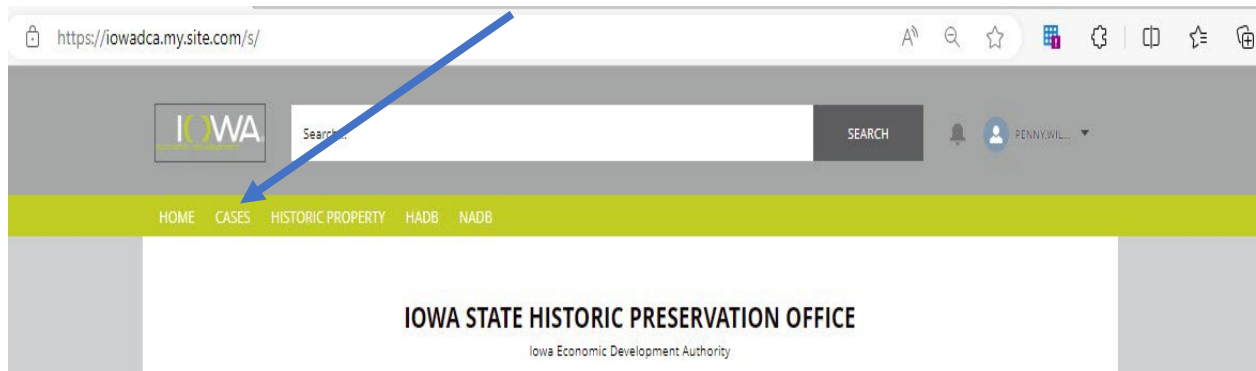 https://iowadca.my.site.com/s/
IOWA
Search...
SEARCH
PENNY.WIL...
HOME CASES HISTORIC PROPERTY HADB NADB
IOWA STATE HISTORIC PRESERVATION OFFICE
Iowa Economic Development Authority